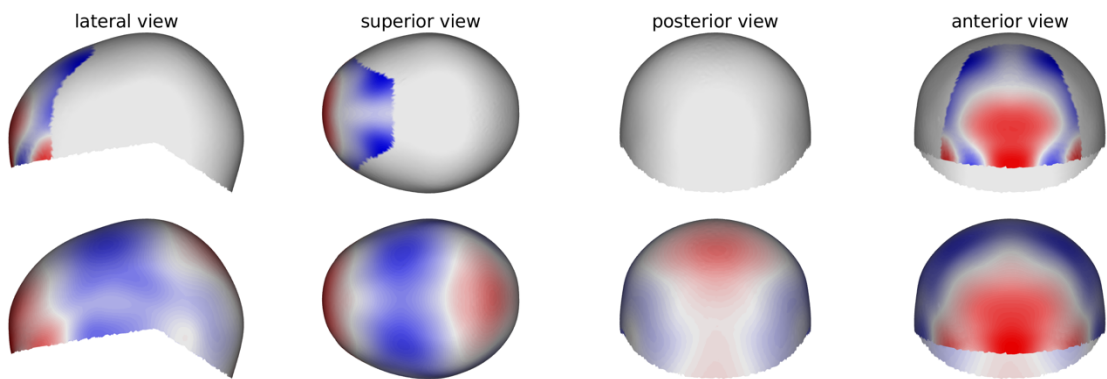 lateral view
superior view
posterior view
anterior view